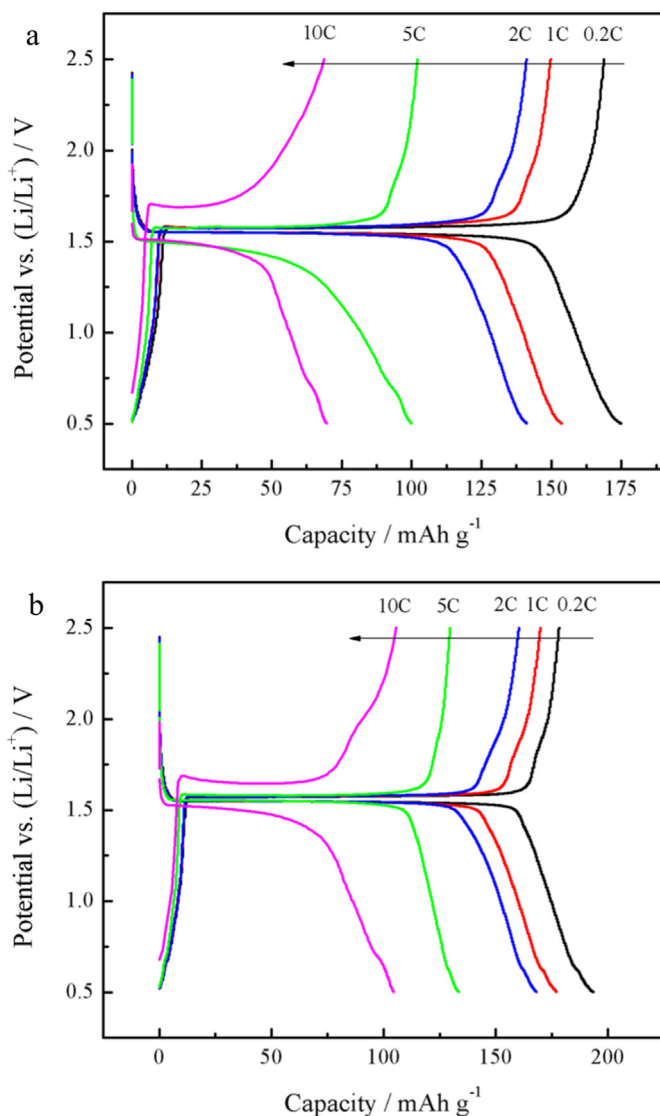 a
10C 5C 2C 1C 0.2C
2.5
2.0
1.5
1.0
0.5
Potential vs. (Li/Li⁺) / V
0 25 50 75 100 125 150 175
Capacity / mAh g⁻¹
b
10C 5C 2C 1C 0.2C
2.5
2.0
1.5
1.0
0.5
Potential vs. (Li/Li⁺) / V
0 50 100 150 200
Capacity / mAh g⁻¹